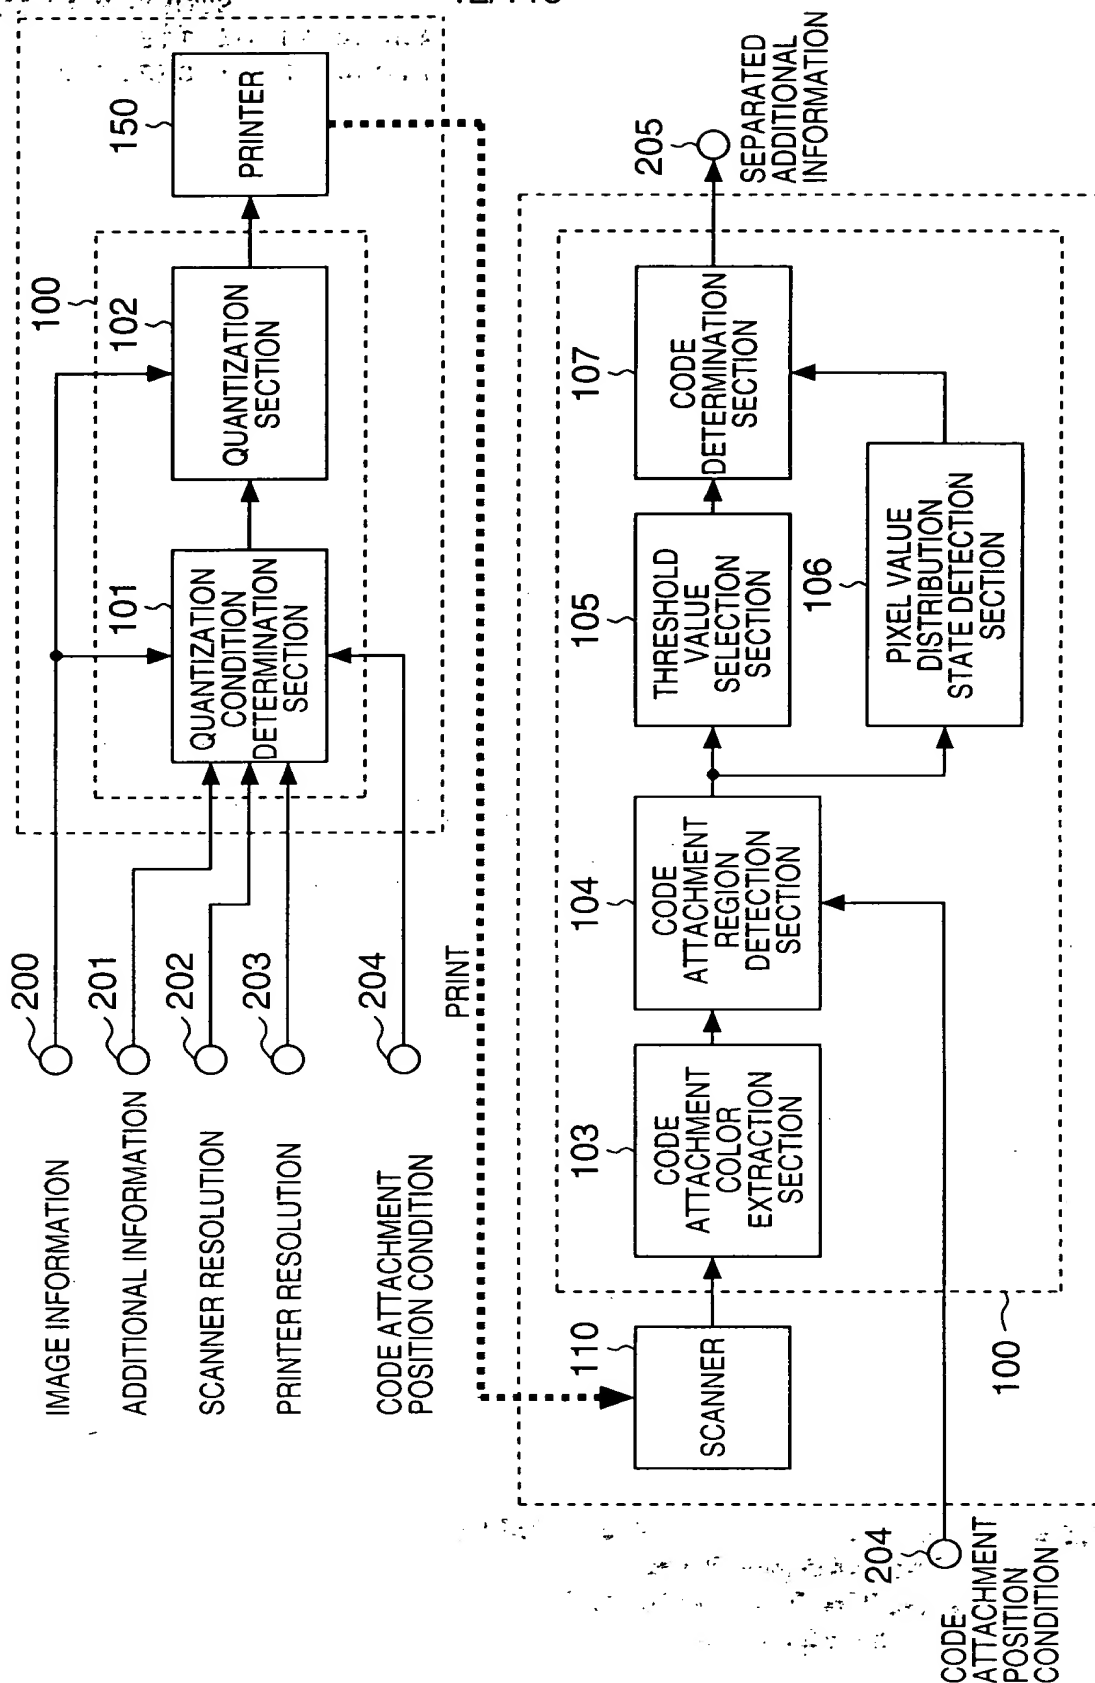 IMAGE INFORMATION
200
ADDITIONAL INFORMATION
201
SCANNER RESOLUTION
202
PRINTER RESOLUTION
203
CODE ATTACHMENT
POSITION CONDITION
204
100
101
QUANTIZATION
CONDITION
DETERMINATION
SECTION
102
QUANTIZATION
SECTION
150
PRINTER
PRINT
110
SCANNER
103
CODE
ATTACHMENT
COLOR
EXTRACTION
SECTION
104
CODE
ATTACHMENT
REGION
DETECTION
SECTION
105
THRESHOLD
VALUE
SELECTION
SECTION
106
PIXEL VALUE
DISTRIBUTION
STATE DETECTION
SECTION
107
CODE
DETERMINATION
SECTION
205
SEPARATED
ADDITIONAL
INFORMATION
100
204
CODE
ATTACHMENT
POSITION
CONDITION